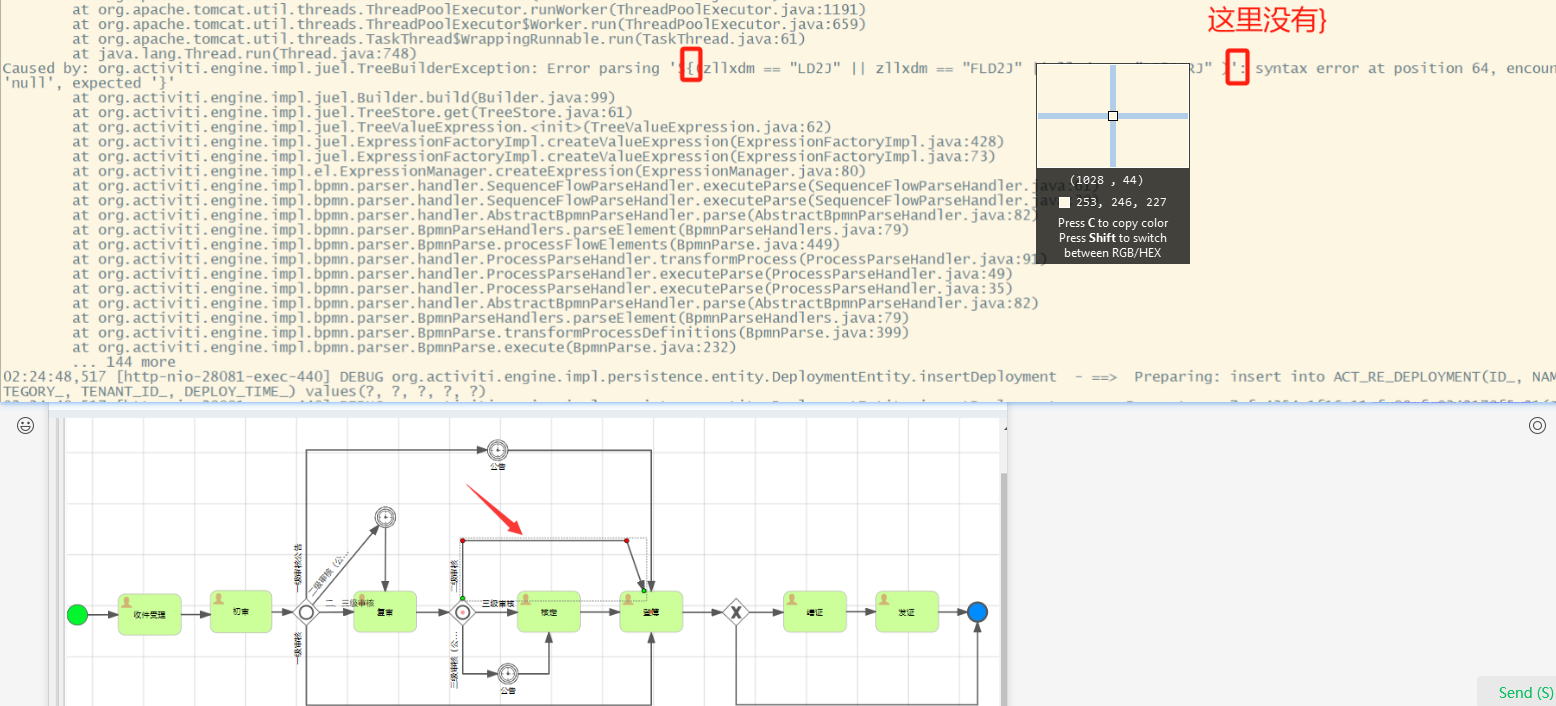 at org.apache.tomcat.util.threads.ThreadPoolExecutor.runWorker(ThreadPoolExecutor.java:1191)
at org.apache.tomcat.util.threads.ThreadPoolExecutor$Worker.run(ThreadPoolExecutor.java:659)
at org.apache.tomcat.util.threads.TaskThread$WrappingRunnable.run(TaskThread.java:61)
at java.lang.Thread.run(Thread.java:748)
这里没有}
Caused by: org.activiti.engine.impl.juel.TreeBuilderException: Error parsing '${(zllxdm == "LD2J" || zllxdm == "FLD2J" RJ" )': syntax error at position 64, encoun
'null', expected '}'
at org.activiti.engine.impl.juel.Builder.build(Builder.java:99)
at org.activiti.engine.impl.juel.TreeStore.get(TreeStore.java:61)
at org.activiti.engine.impl.juel.TreeValueExpression.<init>(TreeValueExpression.java:62)
at org.activiti.engine.impl.juel.ExpressionFactoryImpl.createValueExpression(ExpressionFactoryImpl.java:428)
at org.activiti.engine.impl.juel.ExpressionFactoryImpl.createValueExpression(ExpressionFactoryImpl.java:73)
at org.activiti.engine.impl.el.ExpressionManager.createExpression(ExpressionManager.java:80)
at org.activiti.engine.impl.bpmn.parser.handler.SequenceFlowParseHandler.executeParse(SequenceFlowParseHandler.java:61)
at org.activiti.engine.impl.bpmn.parser.handler.SequenceFlowParseHandler.executeParse(SequenceFlowParseHandler.
at org.activiti.engine.impl.bpmn.parser.handler.AbstractBpmnParseHandler.parse(AbstractBpmnParseHandler.java:82)
at org.activiti.engine.impl.bpmn.parser.BpmnParseHandlers.parseElement(BpmnParseHandlers.java:79)
at org.activiti.engine.impl.bpmn.parser.BpmnParse.processFlowElements(BpmnParse.java:449)
at org.activiti.engine.impl.bpmn.parser.handler.ProcessParseHandler.transformProcess(ProcessParseHandler.java:91)
at org.activiti.engine.impl.bpmn.parser.handler.ProcessParseHandler.executeParse(ProcessParseHandler.java:49)
at org.activiti.engine.impl.bpmn.parser.handler.ProcessParseHandler.executeParse(ProcessParseHandler.java:35)
at org.activiti.engine.impl.bpmn.parser.handler.AbstractBpmnParseHandler.parse(AbstractBpmnParseHandler.java:82)
at org.activiti.engine.impl.bpmn.parser.BpmnParseHandlers.parseElement(BpmnParseHandlers.java:79)
at org.activiti.engine.impl.bpmn.parser.BpmnParse.transformProcessDefinitions(BpmnParse.java:399)
at org.activiti.engine.impl.bpmn.parser.BpmnParse.execute(BpmnParse.java:232)
... 144 more
02:24:48,517 [http-nio-28081-exec-440] DEBUG org.activiti.engine.impl.persistence.entity.DeploymentEntity.insertDeployment - ==> Preparing: insert into ACT_RE_DEPLOYMENT(ID_, NAM
TEGORY_, TENANT_ID_, DEPLOY_TIME_) values(?, ?, ?, ?, ?)
(1028 , 44)
253, 246, 227
Press C to copy color
Press Shift to switch
between RGB/HEX
公告
一级审核公告
一级审核（公...
二级审核
收件受理
初审
二、三级审核
复审
三级审核
核定
登簿
X
缮证
发证
一级审核
三级审核（公...
公告
Send (S)